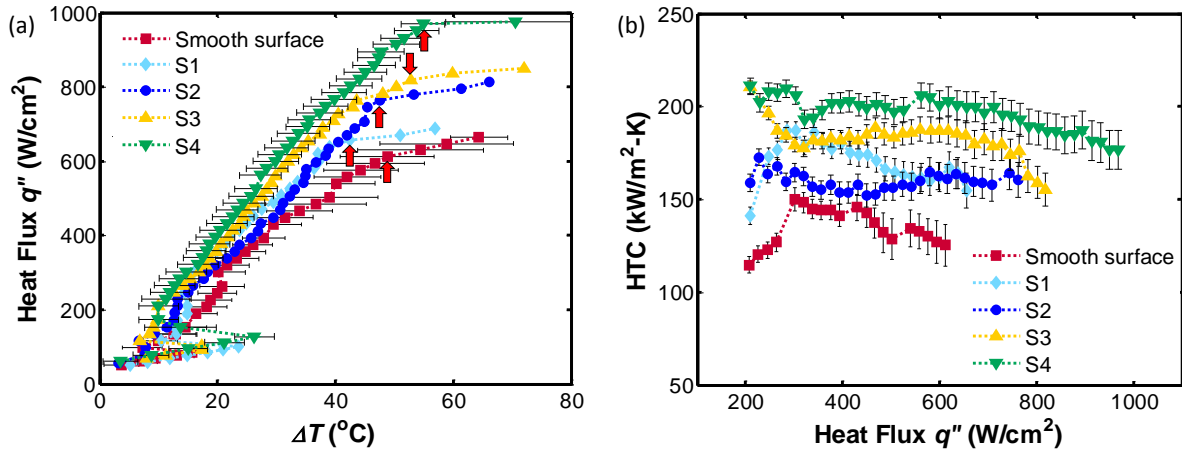 (a)
Heat Flux q" (W/cm²)
1000
800
600
400
200
0
Smooth surface
S1
S2
S3
S4
0 20 40 60 80
ΔT (°C)
(b)
HTC (kW/m²-K)
250
200
150
100
50
Smooth surface
S1
S2
S3
S4
200 400 600 800 1000
Heat Flux q" (W/cm²)